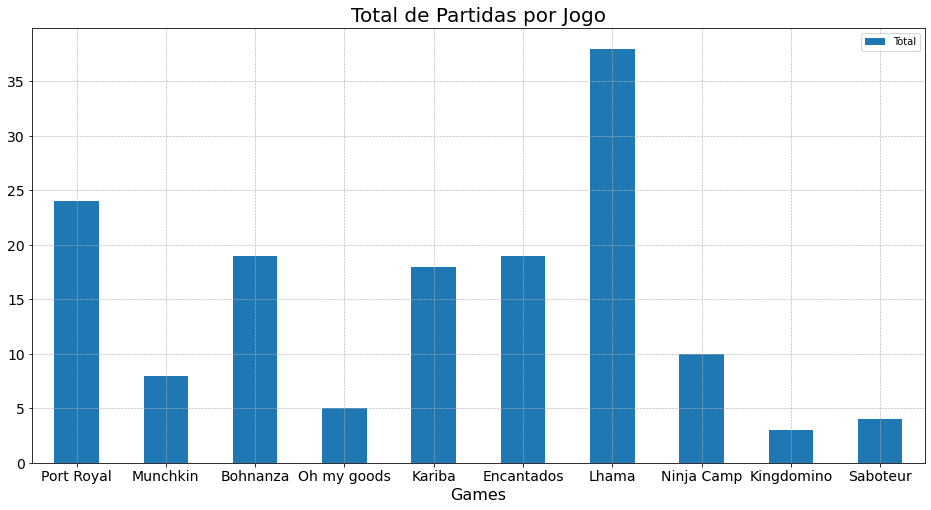 Total de Partidas por Jogo
Total
35
30
25
20
15
10
5
0
Port Royal Munchkin Bohnanza Oh my goods Kariba Encantados Lhama Ninja Camp Kingdomino Saboteur
Games